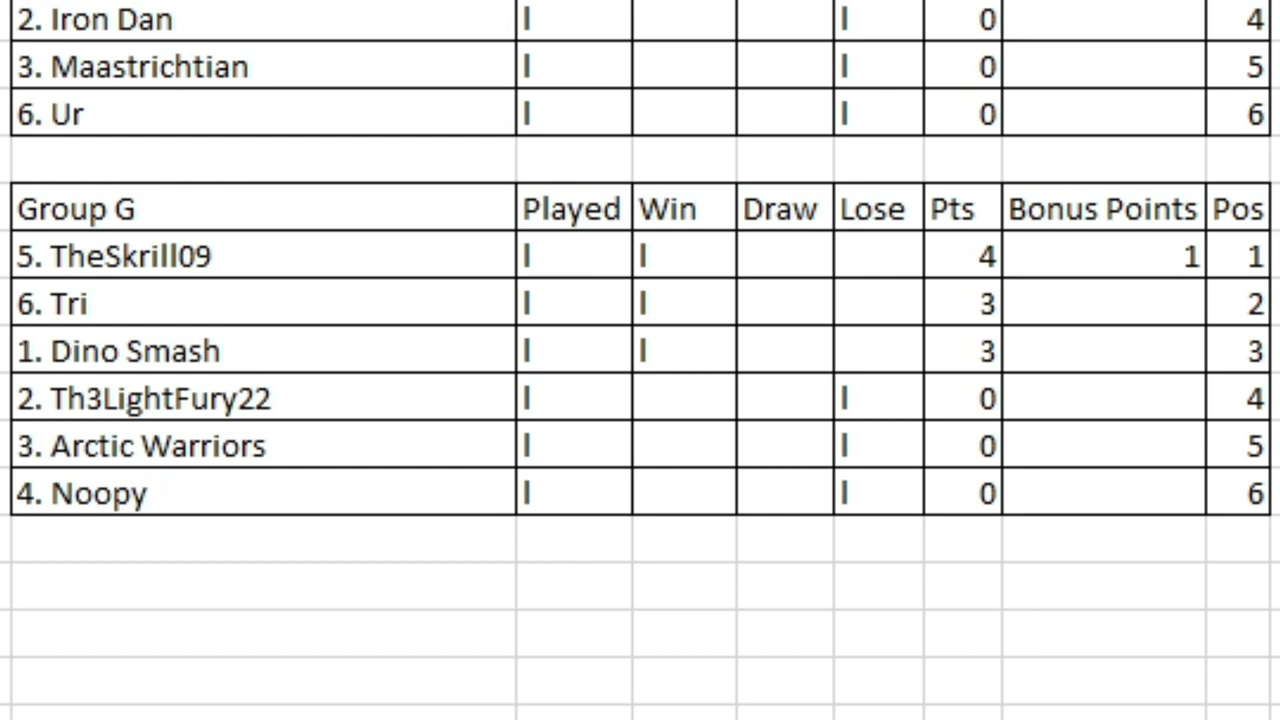 2. Iron Dan l l 0 4
3. Maastrichtian l l 0 5
6. Ur l l 0 6
Group G Played Win Draw Lose Pts Bonus Points Pos
5. TheSkrill09 l l 4 1 1
6. Tri l l 3 2
1. Dino Smash l l 3 3
2. Th3LightFury22 l l 0 4
3. Arctic Warriors l l 0 5
4. Noopy l l 0 6